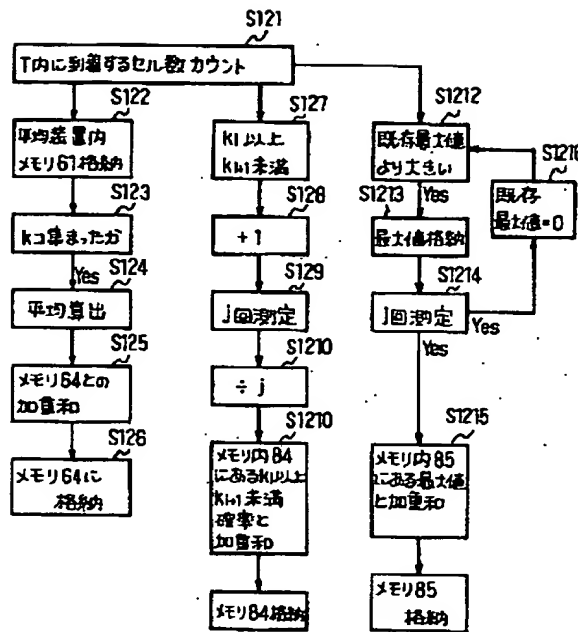 S121
T内に到着するセル数カウント
S122
平均装置内
メモリ61格納
S123
kコ集まったか
Yes
S124
平均算出
S125
メモリ64との
加重和
S126
メモリ64に
格納
S127
ki以上
ki+1未満
S128
+1
S129
j回測定
S1210
÷j
S1210
メモリ内84
にあるki以上
ki+1未満
確率と
加重和
メモリ84格納
S1212
既存最大値
より大きい
Yes
S1213
最大値格納
S1214
j回測定
Yes
Yes
S1216
既存
最大値=0
S1215
メモリ内85
にある最大値
と加重和
メモリ85
格納